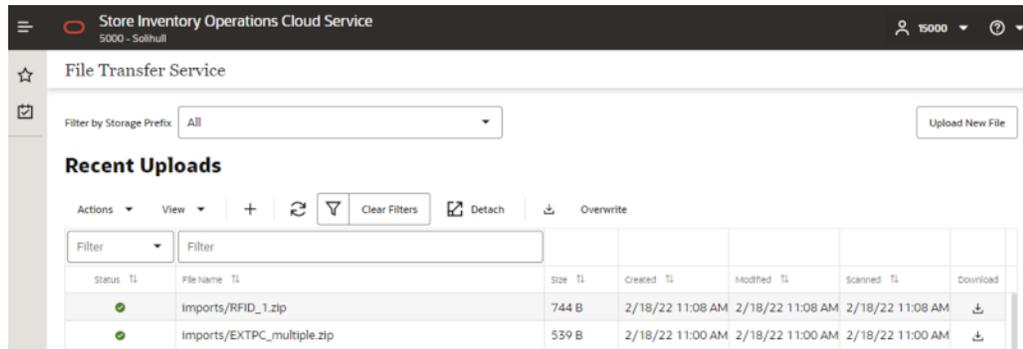 Store Inventory Operations Cloud Service
5000 - Solihull
15000
File Transfer Service
Filter by Storage Prefix All
Upload New File
Recent Uploads
Actions View Clear Filters Detach Overwrite
Filter Filter
Status File Name Size Created Modified Scanned Download
imports/RFID_1.zip 744 B 2/18/22 11:08 AM 2/18/22 11:08 AM 2/18/22 11:08 AM
imports/EXTPC_multiple.zip 539 B 2/18/22 11:00 AM 2/18/22 11:00 AM 2/18/22 11:00 AM